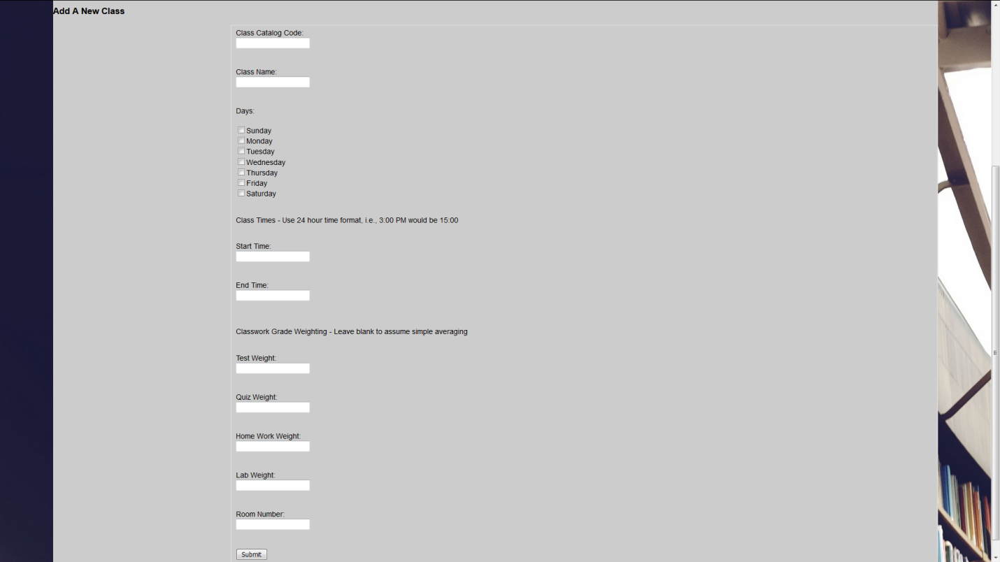 Add A New Class
Class Catalog Code:
Class Name:
Days:
Sunday
Monday
Tuesday
Wednesday
Thursday
Friday
Saturday
Class Times - Use 24 hour time format, i.e., 3:00 PM would be 15:00
Start Time:
End Time:
Classwork Grade Weighting - Leave blank to assume simple averaging
Test Weight:
Quiz Weight:
Home Work Weight:
Lab Weight:
Room Number:
Submit